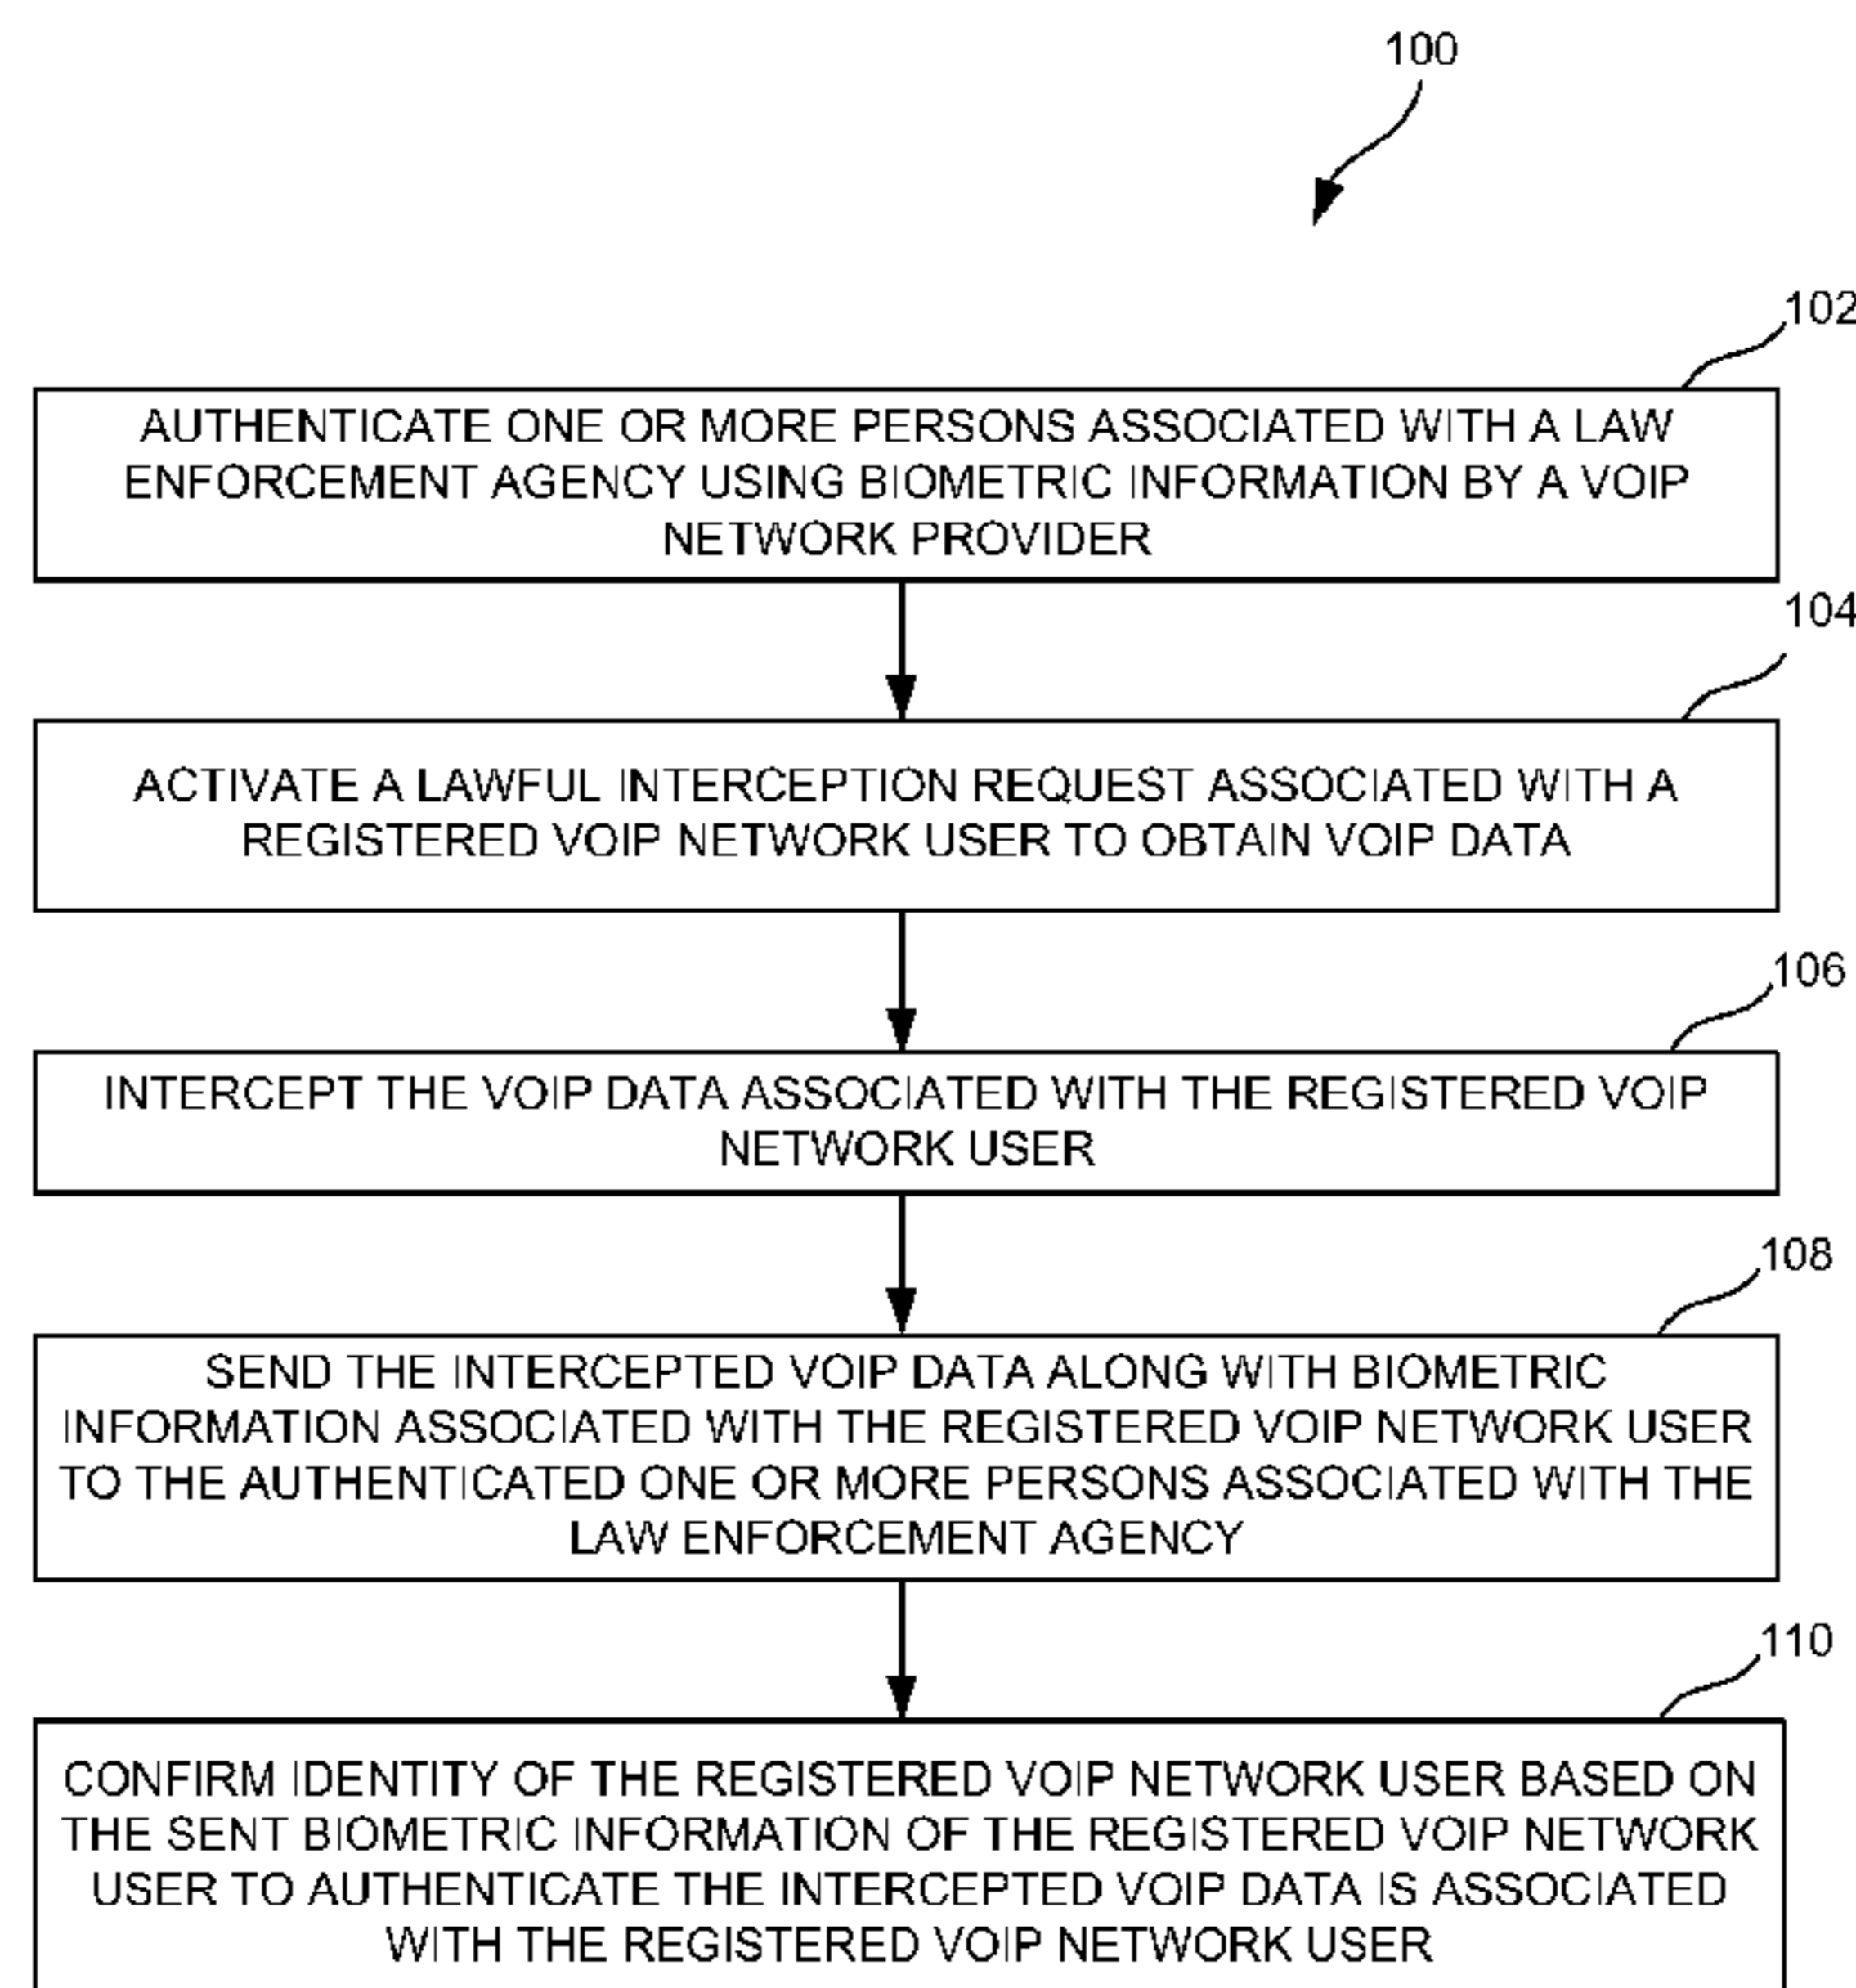 100
102
AUTHENTICATE ONE OR MORE PERSONS ASSOCIATED WITH A LAW
ENFORCEMENT AGENCY USING BIOMETRIC INFORMATION BY A VOIP
NETWORK PROVIDER
104
ACTIVATE A LAWFUL INTERCEPTION REQUEST ASSOCIATED WITH A
REGISTERED VOIP NETWORK USER TO OBTAIN VOIP DATA
106
INTERCEPT THE VOIP DATA ASSOCIATED WITH THE REGISTERED VOIP
NETWORK USER
108
SEND THE INTERCEPTED VOIP DATA ALONG WITH BIOMETRIC
INFORMATION ASSOCIATED WITH THE REGISTERED VOIP NETWORK USER
TO THE AUTHENTICATED ONE OR MORE PERSONS ASSOCIATED WITH THE
LAW ENFORCEMENT AGENCY
110
CONFIRM IDENTITY OF THE REGISTERED VOIP NETWORK USER BASED ON
THE SENT BIOMETRIC INFORMATION OF THE REGISTERED VOIP NETWORK
USER TO AUTHENTICATE THE INTERCEPTED VOIP DATA IS ASSOCIATED
WITH THE REGISTERED VOIP NETWORK USER